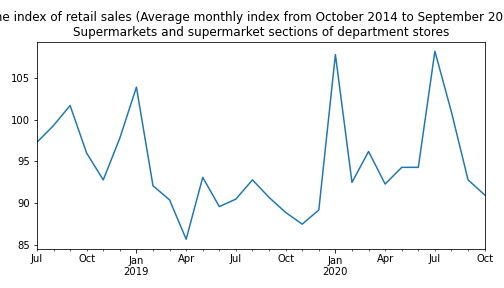 ne index of retail sales (Average monthly index from October 2014 to September 20
Supermarkets and supermarket sections of department stores
105
100
95
90
85
Jul
Oct
Jan
2019
Apr
Jul
Oct
Jan
2020
Apr
Jul
Oct